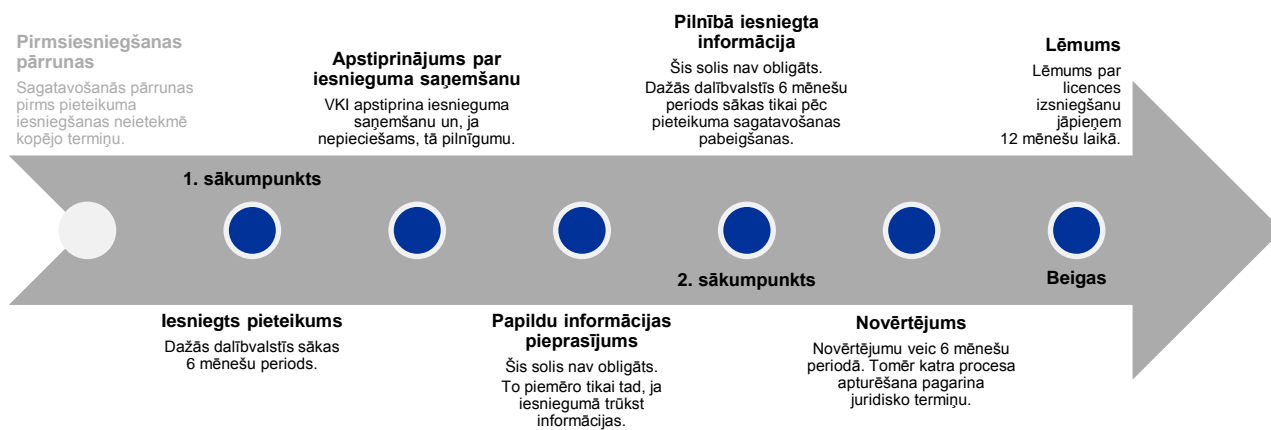 Pirmsiesniegšanas
pārrunas
Sagatavošanās pārrunas
pirms pieteikuma
iesniegšanas neietekmē
kopējo termiņu.
1. sākumpunkts
Iesniegts pieteikums
Dažās dalībvalstīs sākas
6 mēnešu periods.
Apstiprinājums par
iesnieguma saņemšanu
VKI apstiprina iesnieguma
saņemšanu un, ja
nepieciešams, tā pilnīgumu.
Papildu informācijas
pieprasījums
Šis solis nav obligāts.
To piemēro tikai tad, ja
iesniegumā trūkst
informācijas.
Pilnībā iesniegta
informācija
Šis solis nav obligāts.
Dažās dalībvalstīs 6 mēnešu
periods sākas tikai pēc
pieteikuma sagatavošanas
pabeigšanas.
2. sākumpunkts
Novērtējums
Novērtējumu veic 6 mēnešu
periodā. Tomēr katra procesa
apturēšana pagarina
juridisko termiņu.
Lēmums
Lēmums par
licences
izsniegšanu
jāpieņem
12 mēnešu laikā.
Beigas